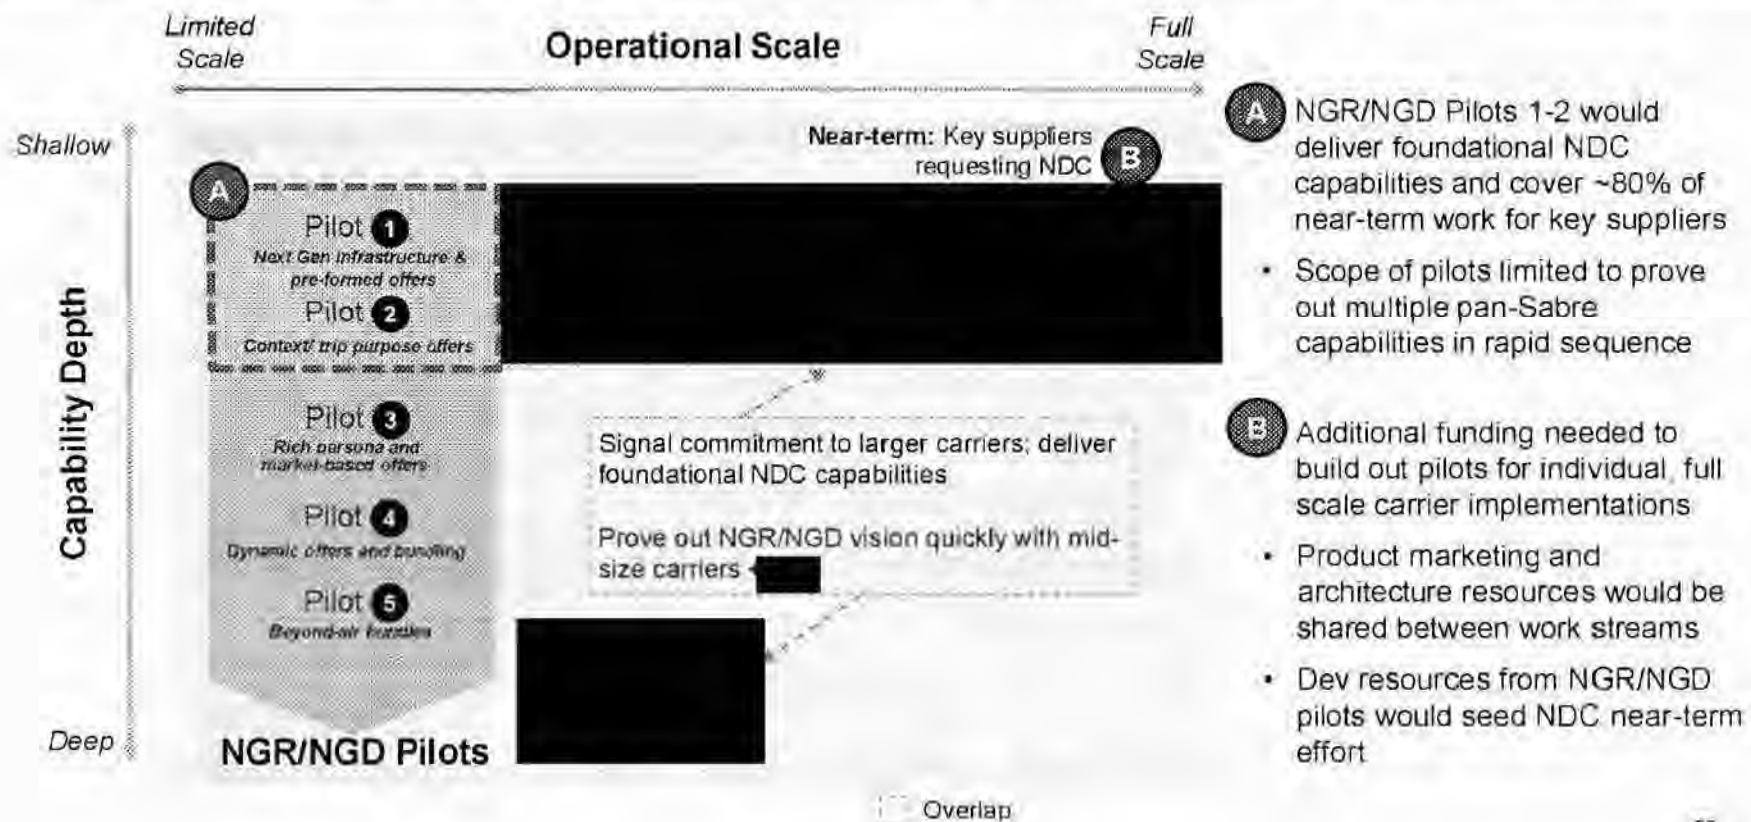 Limited
Scale
Operational Scale
Full
Scale
Shallow
Capability Depth
Deep
Near-term: Key suppliers
requesting NDC
B
A
Pilot 1
Next Gen infrastructure &
pre-formed offers
Pilot 2
Context/ trip purpose offers
Pilot 3
Rich persona and
market-based offers
Pilot 4
Dynamic offers and bundling
Pilot 5
Beyond-air bundles
NGR/NGD Pilots
Signal commitment to larger carriers; deliver
foundational NDC capabilities
Prove out NGR/NGD vision quickly with mid-
size carriers
Overlap
A
NGR/NGD Pilots 1-2 would
deliver foundational NDC
capabilities and cover ~80% of
near-term work for key suppliers
• Scope of pilots limited to prove
out multiple pan-Sabre
capabilities in rapid sequence
B
Additional funding needed to
build out pilots for individual, full
scale carrier implementations
• Product marketing and
architecture resources would be
shared between work streams
• Dev resources from NGR/NGD
pilots would seed NDC near-term
effort